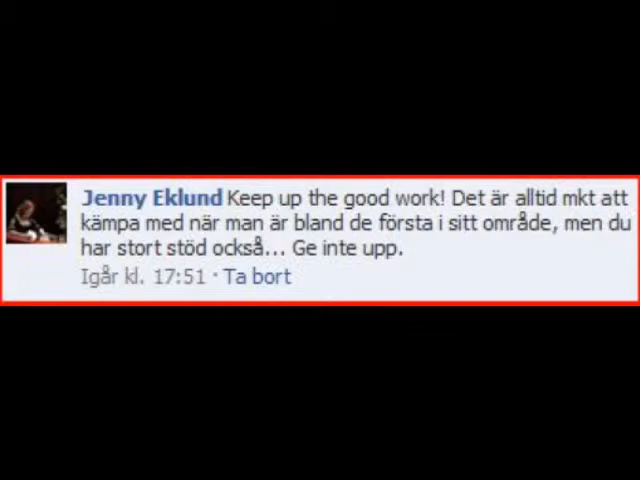 Jenny Eklund Keep up the good work! Det är alltid mkt att
kämpa med när man är bland de första i sitt område, men du
har stort stöd också... Ge inte upp.
Igår kl. 17:51 · Ta bort